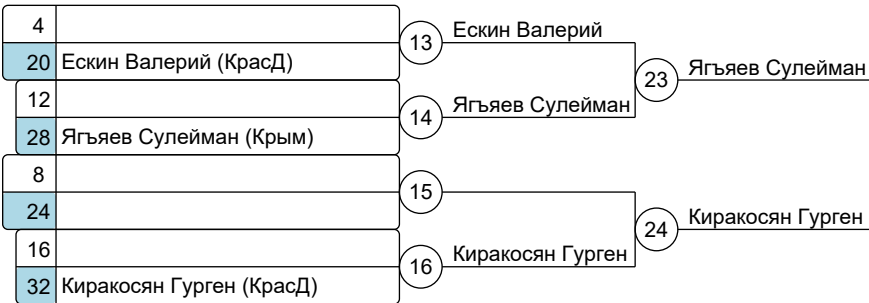 4
13
Ескин Валерий
20 Ескин Валерий (КрасД)
23
Ягъяев Сулейман
12
14
Ягъяев Сулейман
28 Ягъяев Сулейман (Крым)
8
15
24
24
Киракосян Гурген
16
16
Киракосян Гурген
32 Киракосян Гурген (КрасД)